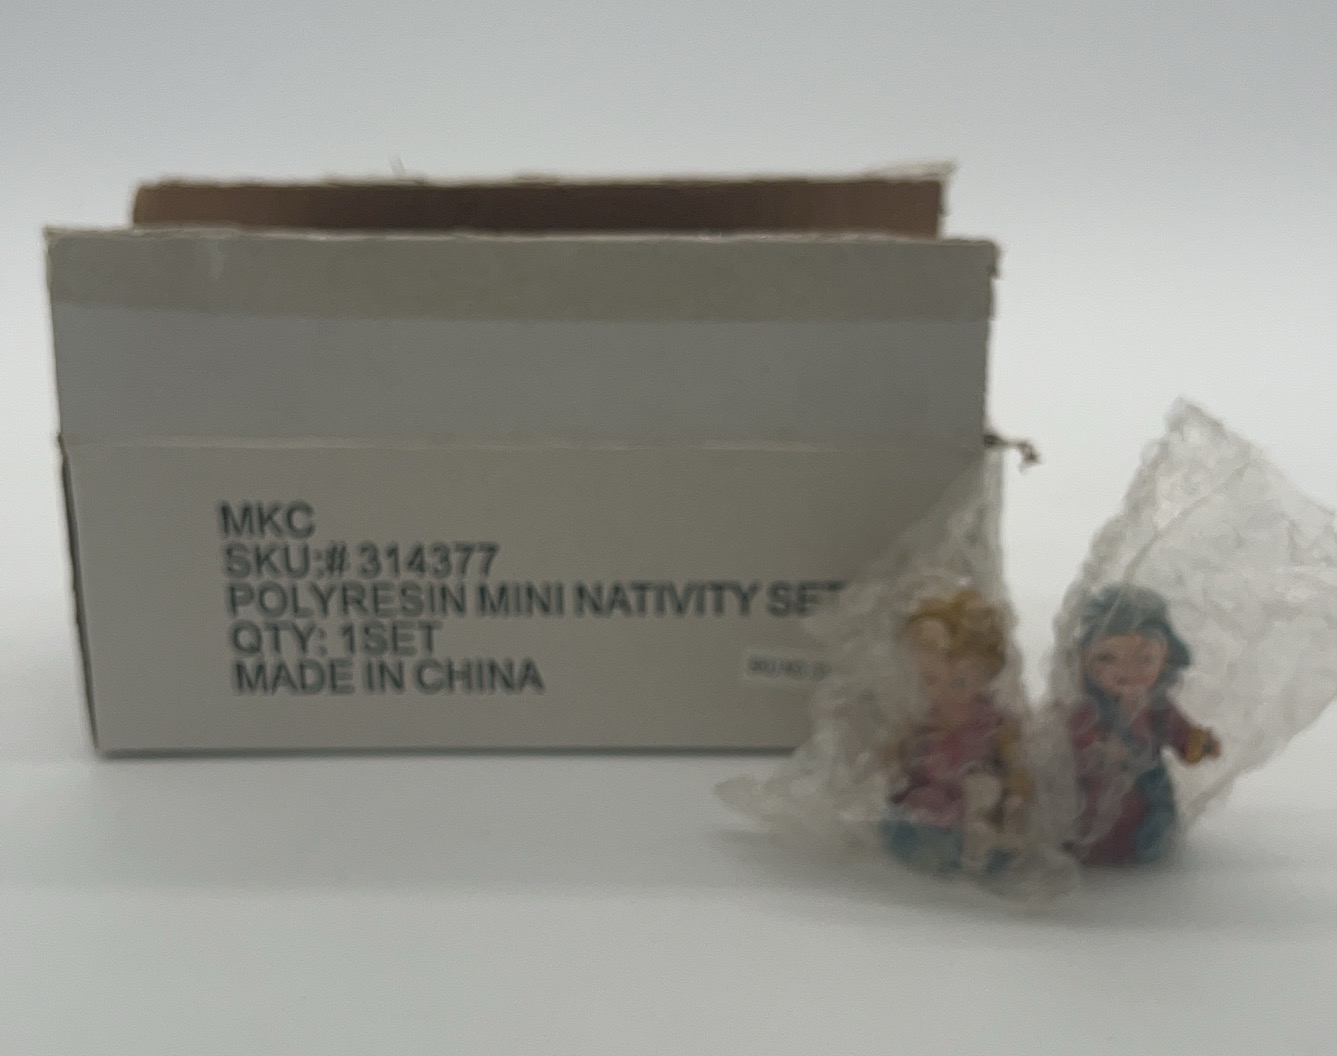 MKC
SKU:# 314377
POLYRESIN MINI NATIVITY SET
QTY: 1SET
MADE IN CHINA